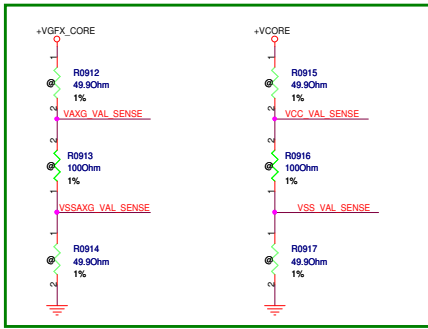 +VGFX_CORE
1
R0912
@
49.9Ohm
1%
2
VAXG_VAL_SENSE
2
R0913
@
100Ohm
1%
1
VSSAXG_VAL_SENSE
1
R0914
@
49.9Ohm
1%
2
+VCORE
1
R0915
@
49.9Ohm
1%
2
VCC_VAL_SENSE
2
R0916
@
100Ohm
1%
1
VSS_VAL_SENSE
1
R0917
@
49.9Ohm
1%
2